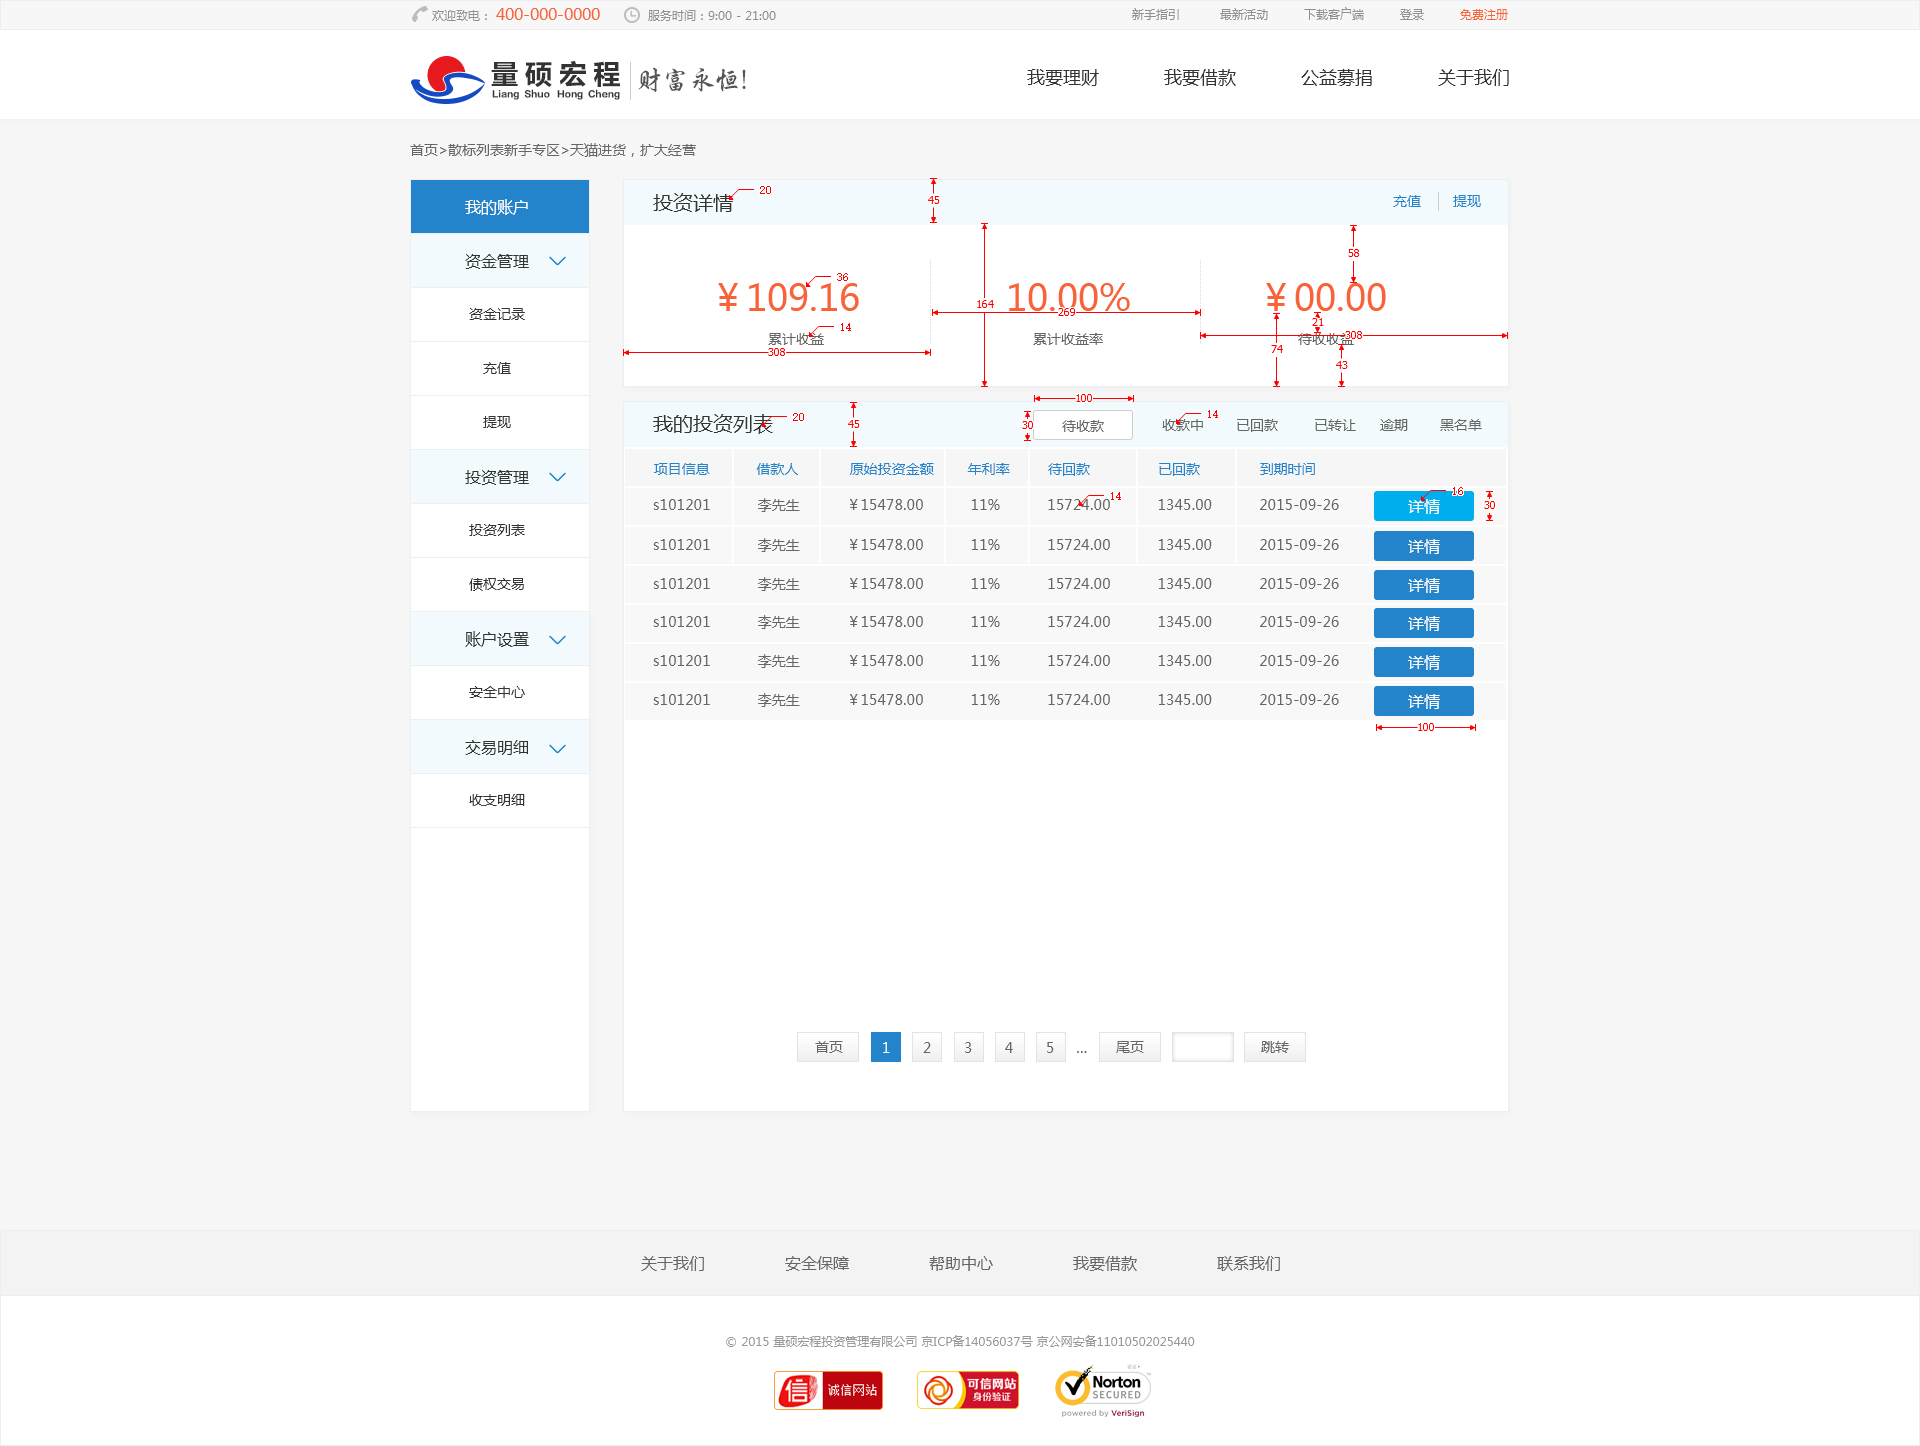 欢迎致电： 400-000-0000 服务时间：9:00 - 21:00 新手指引 最新活动 下载客户端 登录 免费注册
量硕宏程 财富永恒！ 我要理财 我要借款 公益募捐 关于我们
Liang Shuo Hong Cheng
首页>散标列表新手专区>天猫进货，扩大经营
我的账户
资金管理
资金记录
充值
提现
投资管理
投资列表
债权交易
账户设置
安全中心
交易明细
收支明细
投资详情 20 45 充值 提现
58
¥ 109.16 36 164 10.00% 269 ¥ 00.00
累计收益 14 308 累计收益率 待收收益 21 308 74 43
100
我的投资列表 20 45 30 待收款 收款中 14 已回款 已转让 逾期 黑名单
项目信息 借款人 原始投资金额 年利率 待回款 已回款 到期时间
s101201 李先生 ¥ 15478.00 11% 15724.00 14 1345.00 2015-09-26 详情 16 30
s101201 李先生 ¥ 15478.00 11% 15724.00 1345.00 2015-09-26 详情
s101201 李先生 ¥ 15478.00 11% 15724.00 1345.00 2015-09-26 详情
s101201 李先生 ¥ 15478.00 11% 15724.00 1345.00 2015-09-26 详情
s101201 李先生 ¥ 15478.00 11% 15724.00 1345.00 2015-09-26 详情
s101201 李先生 ¥ 15478.00 11% 15724.00 1345.00 2015-09-26 详情
100
首页 1 2 3 4 5 ... 尾页 跳转
关于我们 安全保障 帮助中心 我要借款 联系我们
© 2015 量硕宏程投资管理有限公司 京ICP备14056037号 京公网安备11010502025440
信 诚信网站
可信网站
身份验证
Norton
SECURED
powered by VeriSign